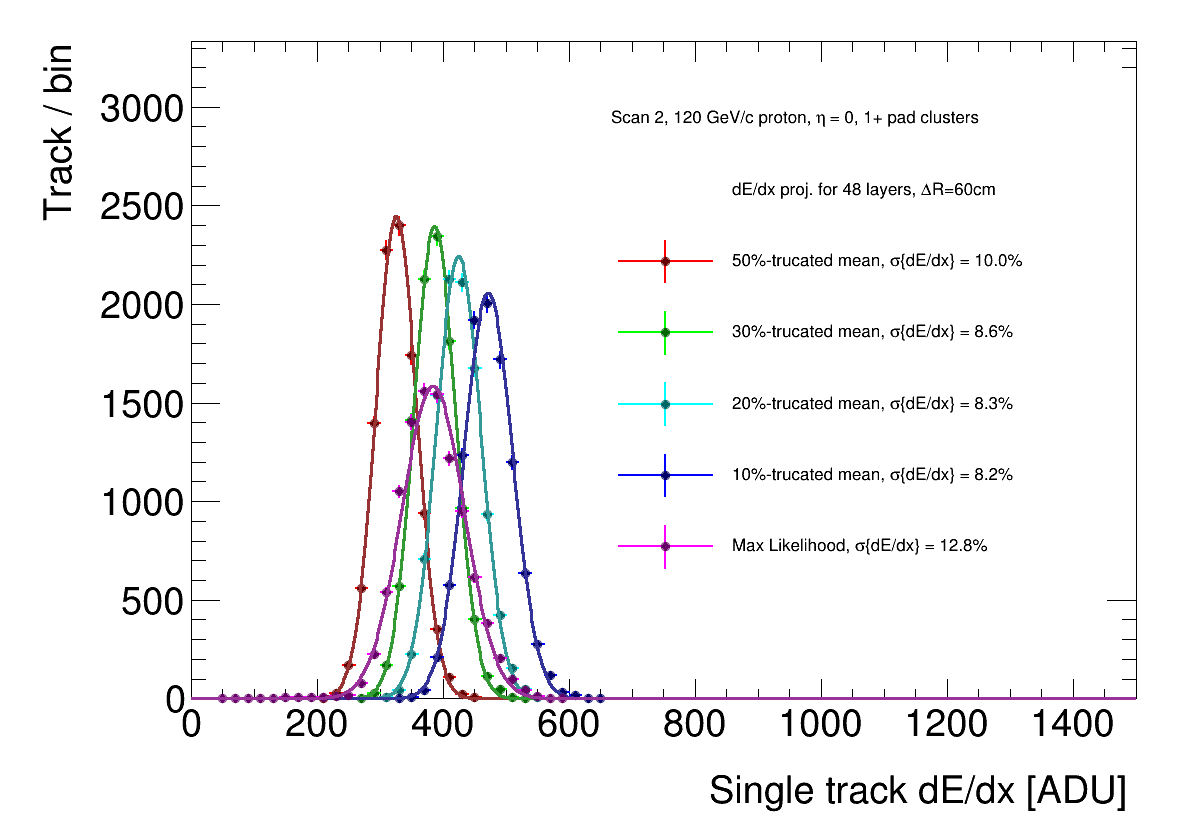 Track / bin
3000
2500
2000
1500
1000
500
0
0 200 400 600 800 1000 1200 1400
Single track dE/dx [ADU]
Scan 2, 120 GeV/c proton, η = 0, 1+ pad clusters
dE/dx proj. for 48 layers, ΔR=60cm
50%-trucated mean, σ{dE/dx} = 10.0%
30%-trucated mean, σ{dE/dx} = 8.6%
20%-trucated mean, σ{dE/dx} = 8.3%
10%-trucated mean, σ{dE/dx} = 8.2%
Max Likelihood, σ{dE/dx} = 12.8%